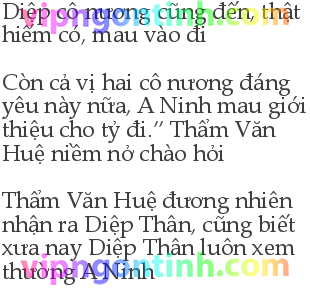 Diệp cô nương cũng đến, thật
hiếm có, mau vào đi
Còn cả vị hai cô nương đáng
yêu này nữa, A Ninh mau giới
thiệu cho tỷ đi.” Thẩm Văn
Huệ niềm nở chào hỏi
Thẩm Văn Huệ đương nhiên
nhận ra Diệp Thân, cũng biết
xưa nay Diệp Thân luôn xem
thường A Ninh
vipngontinh.com
vipngontinh.com